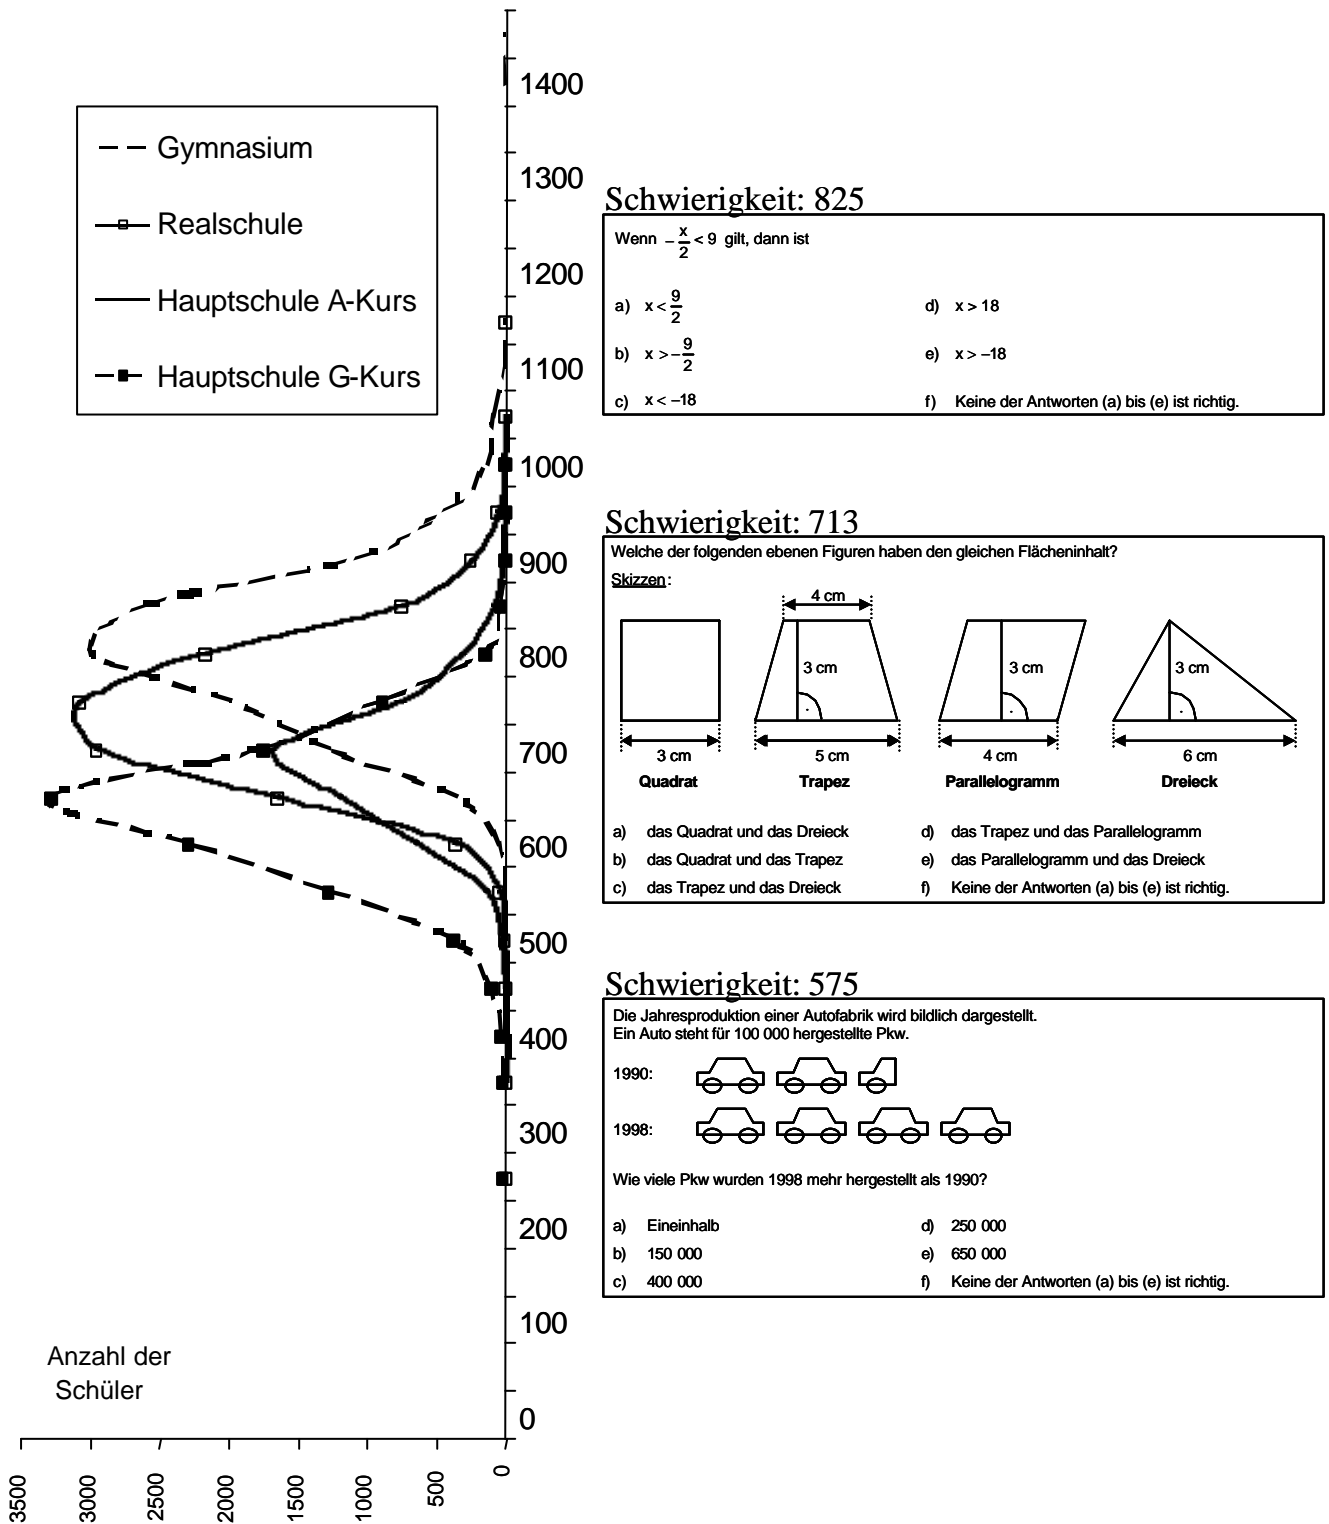 Gymnasium
Realschule
Hauptschule A-Kurs
Hauptschule G-Kurs
1400
1300
1200
1100
1000
900
800
700
600
500
400
300
200
100
0
Anzahl der
Schüler
3500
3000
2500
2000
1500
1000
500
0
Schwierigkeit: 825
Wenn −x/2 < 9 gilt, dann ist
a) x < 9/2
d) x > 18
b) x > −9/2
e) x > −18
c) x < −18
f) Keine der Antworten (a) bis (e) ist richtig.
Schwierigkeit: 713
Welche der folgenden ebenen Figuren haben den gleichen Flächeninhalt?
Skizzen:
4 cm
3 cm
3 cm
3 cm
3 cm
5 cm
4 cm
6 cm
Quadrat
Trapez
Parallelogramm
Dreieck
a) das Quadrat und das Dreieck
d) das Trapez und das Parallelogramm
b) das Quadrat und das Trapez
e) das Parallelogramm und das Dreieck
c) das Trapez und das Dreieck
f) Keine der Antworten (a) bis (e) ist richtig.
Schwierigkeit: 575
Die Jahresproduktion einer Autofabrik wird bildlich dargestellt.
Ein Auto steht für 100 000 hergestellte Pkw.
1990:
1998:
Wie viele Pkw wurden 1998 mehr hergestellt als 1990?
a) Eineinhalb
d) 250 000
b) 150 000
e) 650 000
c) 400 000
f) Keine der Antworten (a) bis (e) ist richtig.